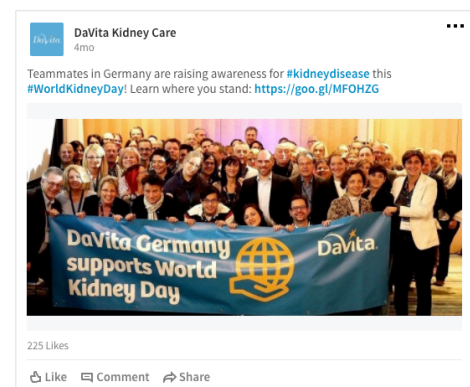 DaVita
DaVita Kidney Care
4mo
Teammates in Germany are raising awareness for #kidneydisease this
#WorldKidneyDay! Learn where you stand: https://goo.gl/MFOHZG
DaVita Germany
supports World
Kidney Day
DaVita.
225 Likes
Like Comment Share